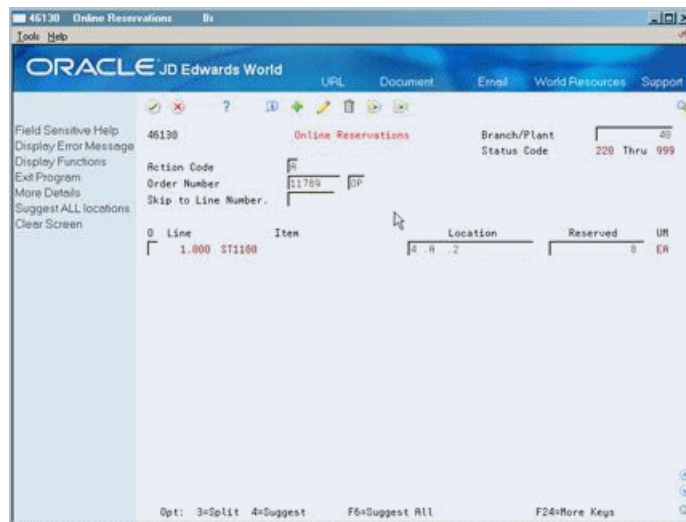 46130 Online Reservations
Tools Help
ORACLE JD Edwards World
URL Document Email World Resources Support
Field Sensitive Help
Display Error Message
Display Functions
Exit Program
More Details
Suggest ALL locations
Clear Screen
46130 Online Reservations Branch/Plant 40
Status Code 220 Thru 999
Action Code A
Order Number 11789 OP
Skip to Line Number.
O Line Item Location Reserved UM
1.000 ST1100 4 .A .2 8 EA
Opt: 3=Split 4=Suggest F6=Suggest All F24=More Keys